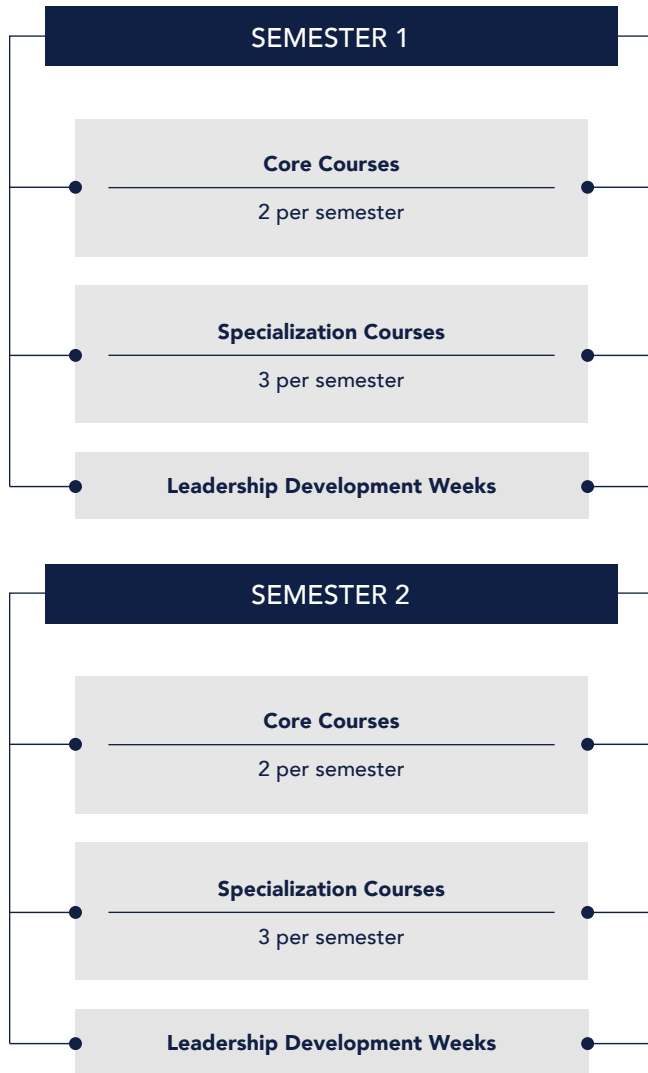 SEMESTER 1
Core Courses
2 per semester
Specialization Courses
3 per semester
Leadership Development Weeks
SEMESTER 2
Core Courses
2 per semester
Specialization Courses
3 per semester
Leadership Development Weeks